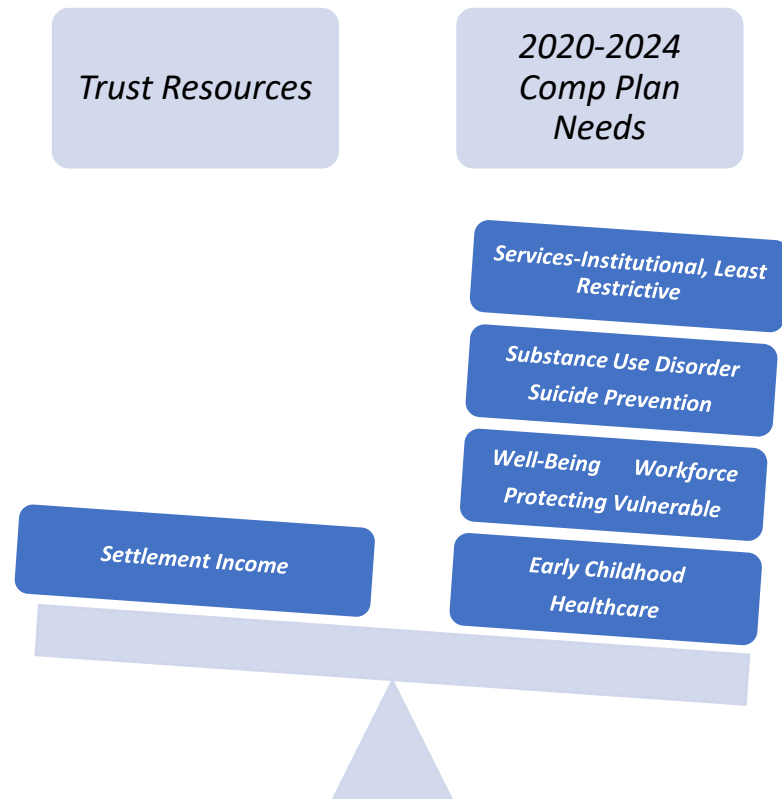 Trust Resources
2020-2024
Comp Plan
Needs
Services-Institutional, Least
Restrictive
Substance Use Disorder
Suicide Prevention
Well-Being Workforce
Protecting Vulnerable
Early Childhood
Healthcare
Settlement Income